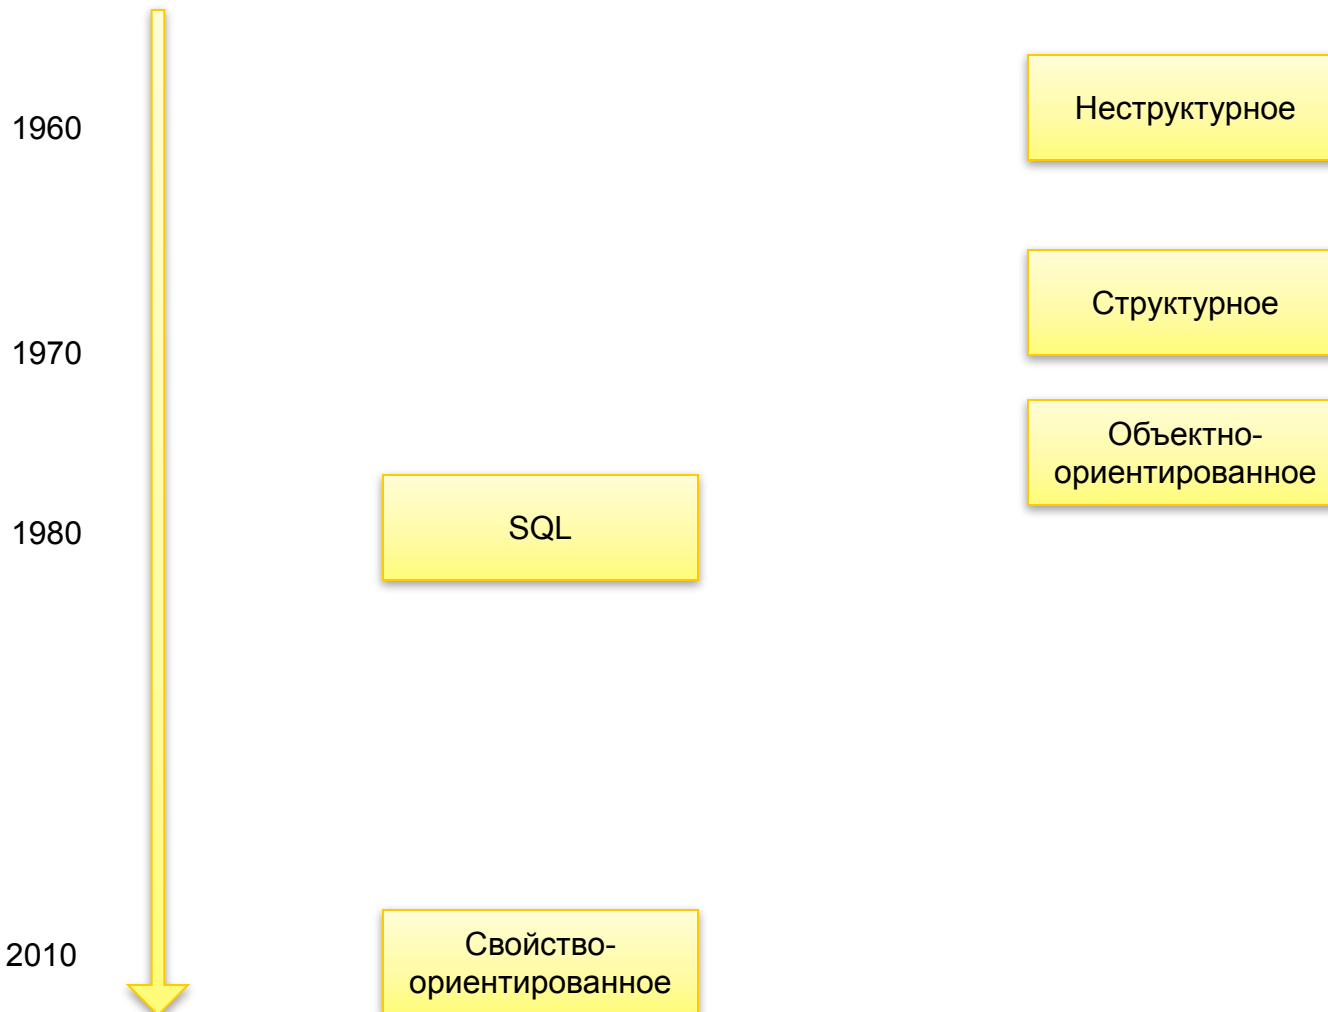 Неструктурное
1960
Структурное
1970
Объектно-
ориентированное
SQL
1980
Свойство-
ориентированное
2010